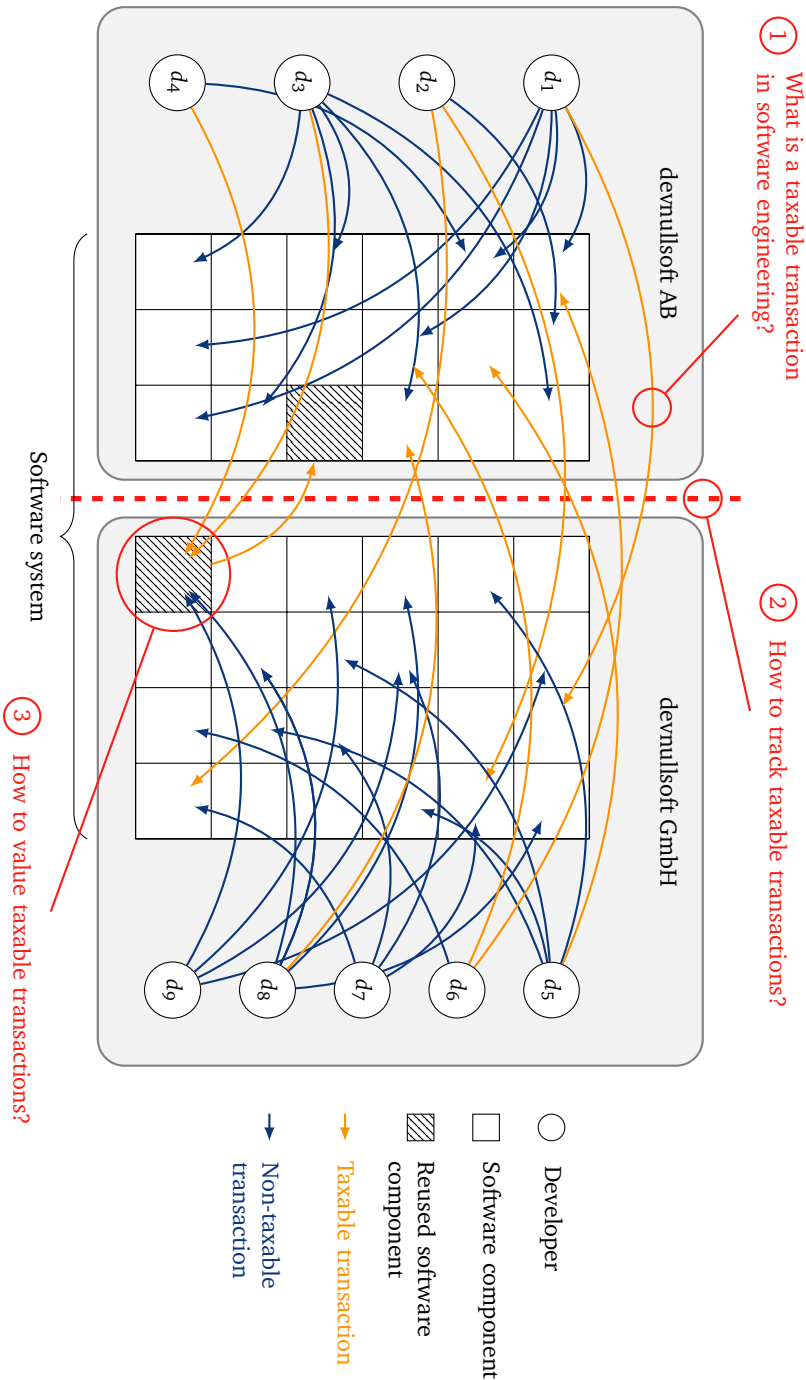 1
What is a taxable transaction
in software engineering?
2
How to track taxable transactions?
devnullsoft AB
devnullsoft GmbH
d1
d2
d3
d4
d5
d6
d7
d8
d9
Software system
3
How to value taxable transactions?
Developer
Software component
Reused software
component
Taxable transaction
Non-taxable
transaction